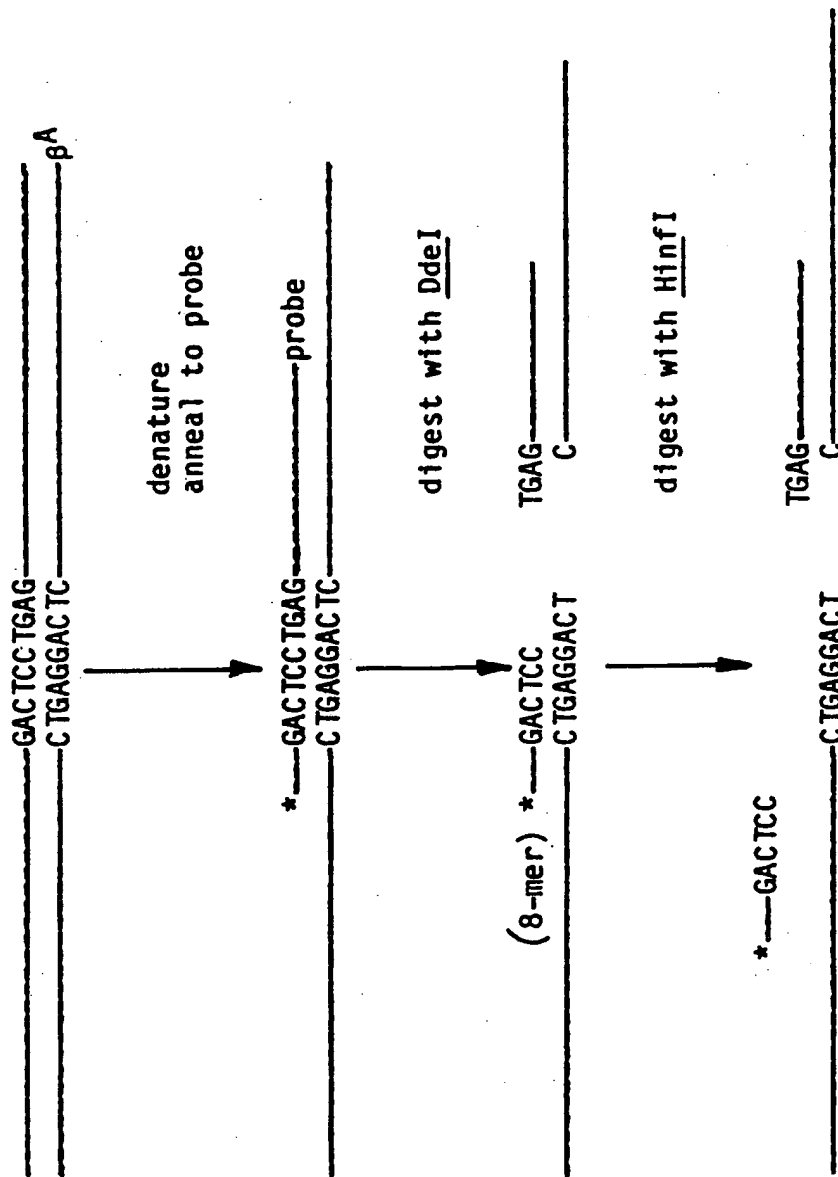 GACTCCTGAG
CTGAGGACTC βA
denature
anneal to probe
* GACTCCTGAG probe
CTGAGGACTC
digest with DdeI
(8-mer) * GACTCC TGAG
CTGAGGACT C
digest with HinfI
* GACTCC TGAG
CTGAGGACT C